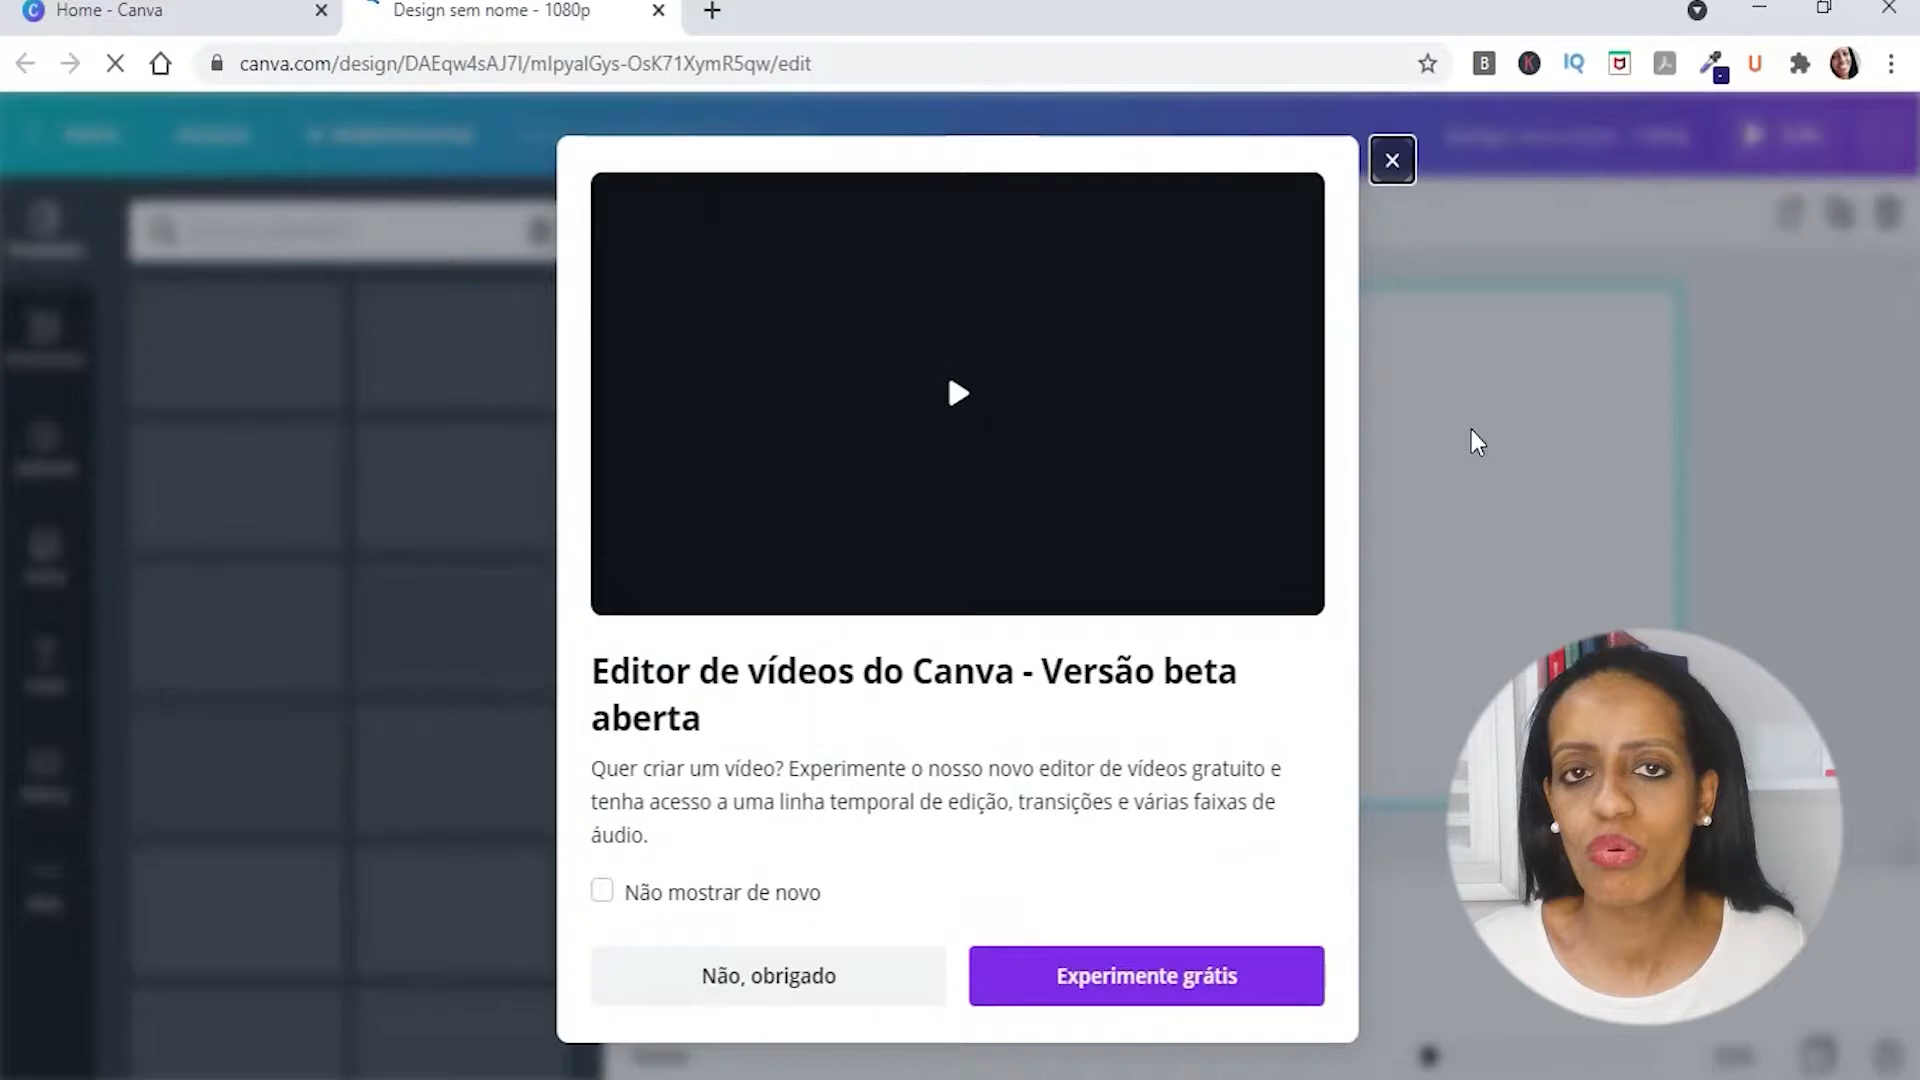 Home - Canva
Design sem nome - 1080p
canva.com/design/DAEqw4sAJ7I/mIpyaIGys-OsK71XymR5qw/edit
Editor de vídeos do Canva - Versão beta
aberta
Quer criar um vídeo? Experimente o nosso novo editor de vídeos gratuito e
tenha acesso a uma linha temporal de edição, transições e várias faixas de
áudio.
Não mostrar de novo
Não, obrigado
Experimente grátis